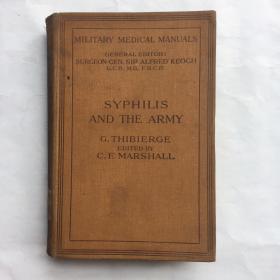 MILITARY MEDICAL MANUALS
GENERAL EDITOR:
SURGEON-GEN. SIR ALFRED KEOGH
G.C.B., M.D., F.R.C.P.
SYPHILIS
AND THE ARMY
G. THIBIERGE
EDITED BY
C. F. MARSHALL